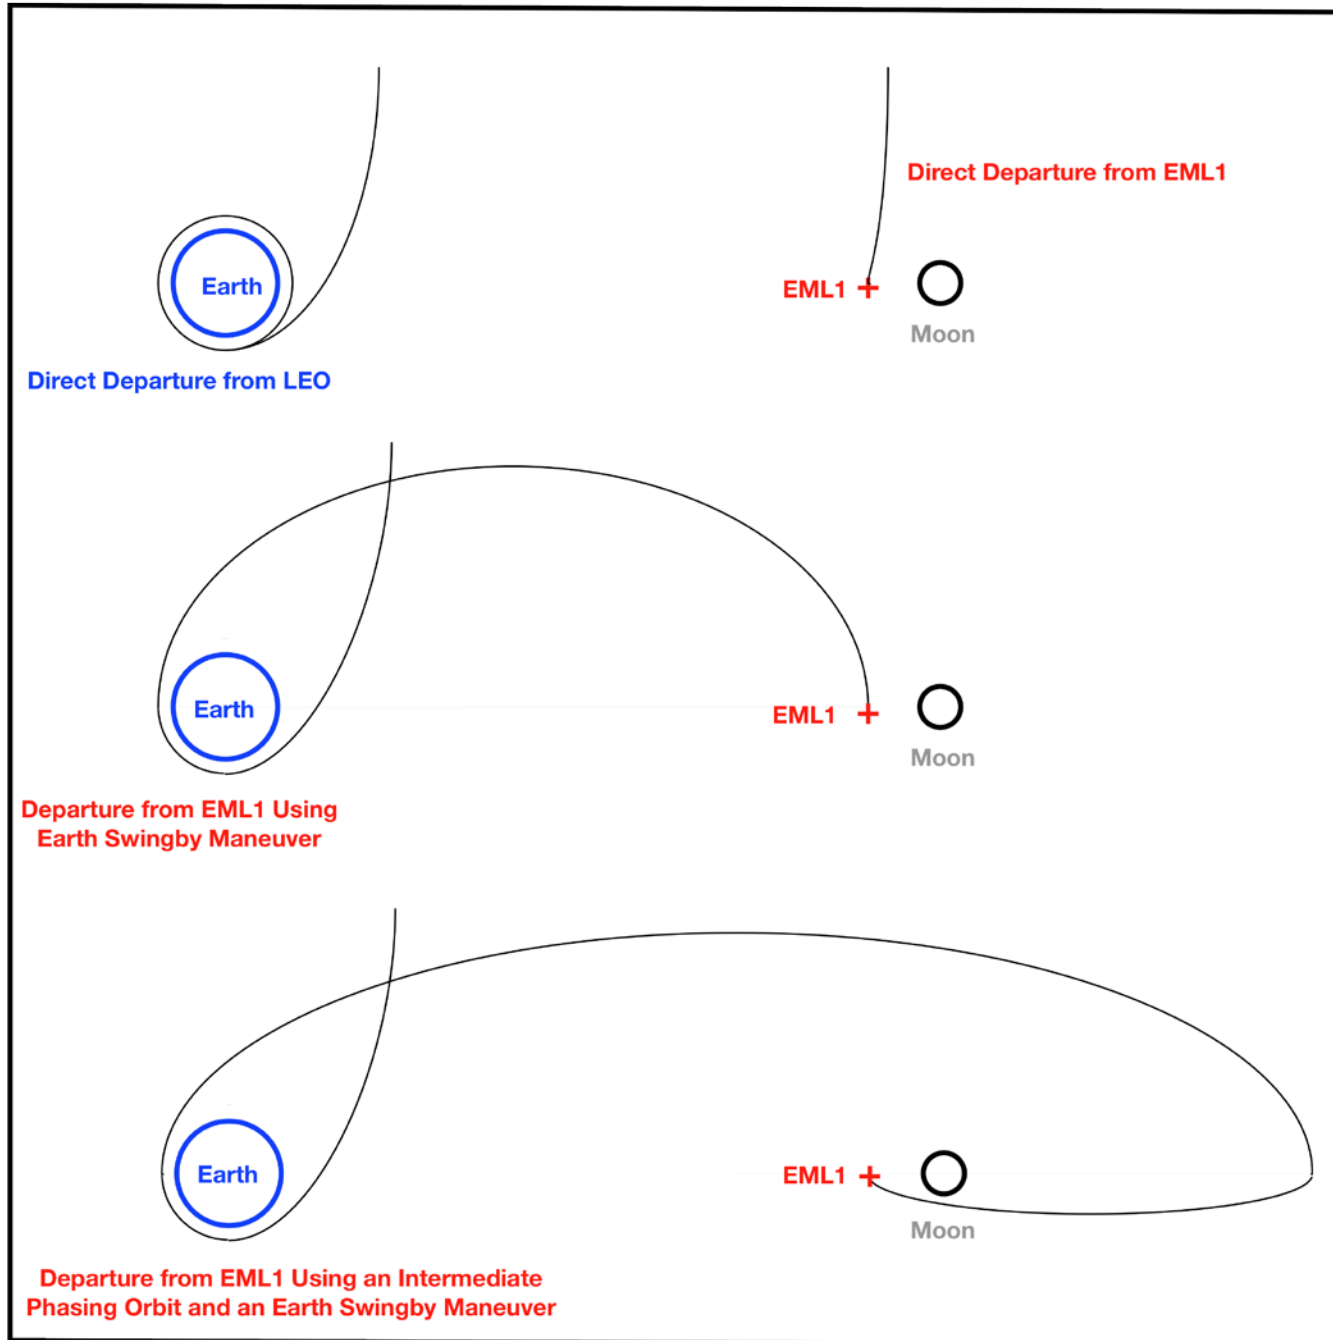 Direct Departure from EML1
Earth
EML1
Moon
Direct Departure from LEO
Earth
EML1
Moon
Departure from EML1 Using
Earth Swingby Maneuver
Earth
EML1
Moon
Departure from EML1 Using an Intermediate
Phasing Orbit and an Earth Swingby Maneuver